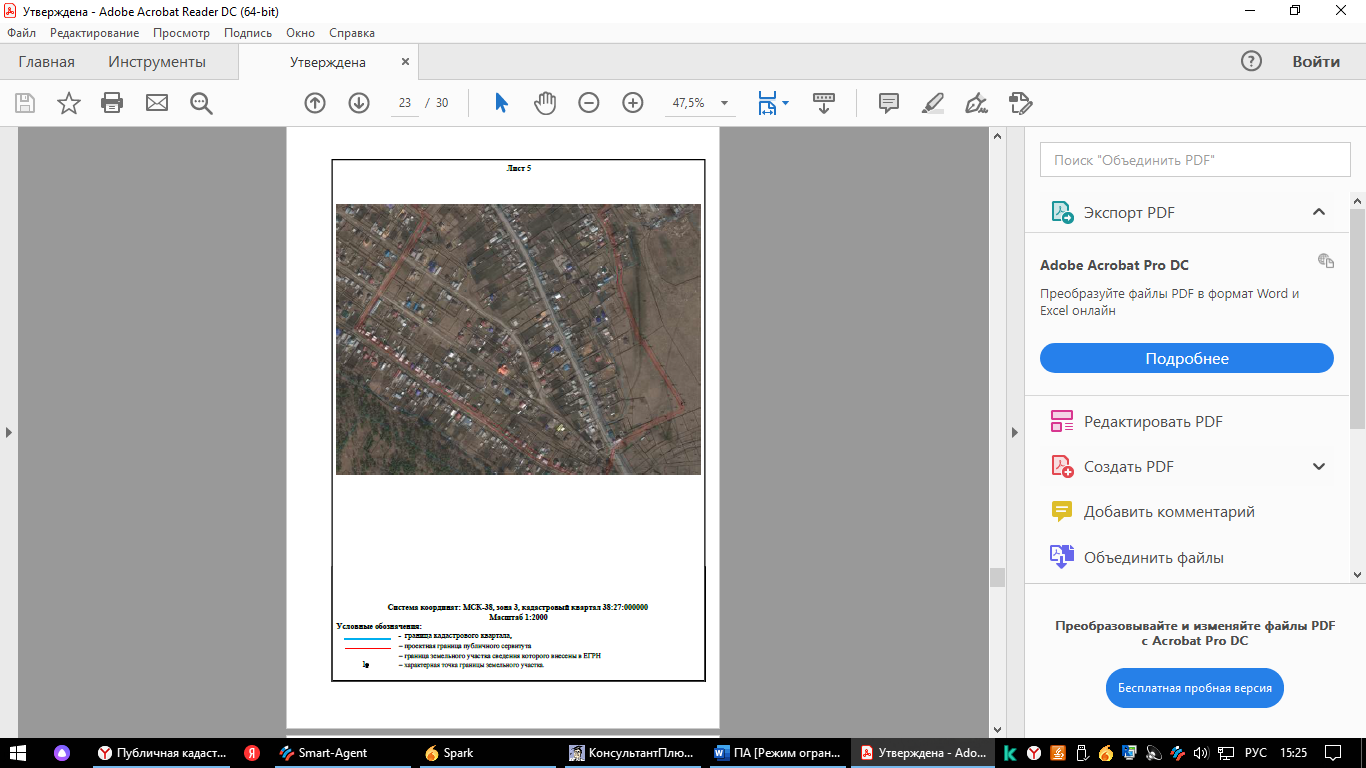 Утверждена - Adobe Acrobat Reader DC (64-bit)
Файл Редактирование Просмотр Подпись Окно Справка
Главная Инструменты Утверждена × Войти
23 / 30 47,5%
Лист 5
Система координат: МСК-38, зона 3, кадастровый квартал 38:27:000000
Масштаб 1:2000
Условные обозначения:
– граница кадастрового квартала,
– проектная граница публичного сервитута
– граница земельного участка сведения которого внесены в ЕГРН
– характерная точка границы земельного участка.
Поиск "Объединить PDF"
Экспорт PDF
Adobe Acrobat Pro DC
Преобразуйте файлы PDF в формат Word и
Excel онлайн
Подробнее
Редактировать PDF
Создать PDF
Добавить комментарий
Объединить файлы
Преобразовывайте и изменяйте файлы PDF
с Acrobat Pro DC
Бесплатная пробная версия
Публичная кадаст... Smart-Agent Spark КонсультантПлю... ПА [Режим огран... Утверждена - Ado... РУС 15:25